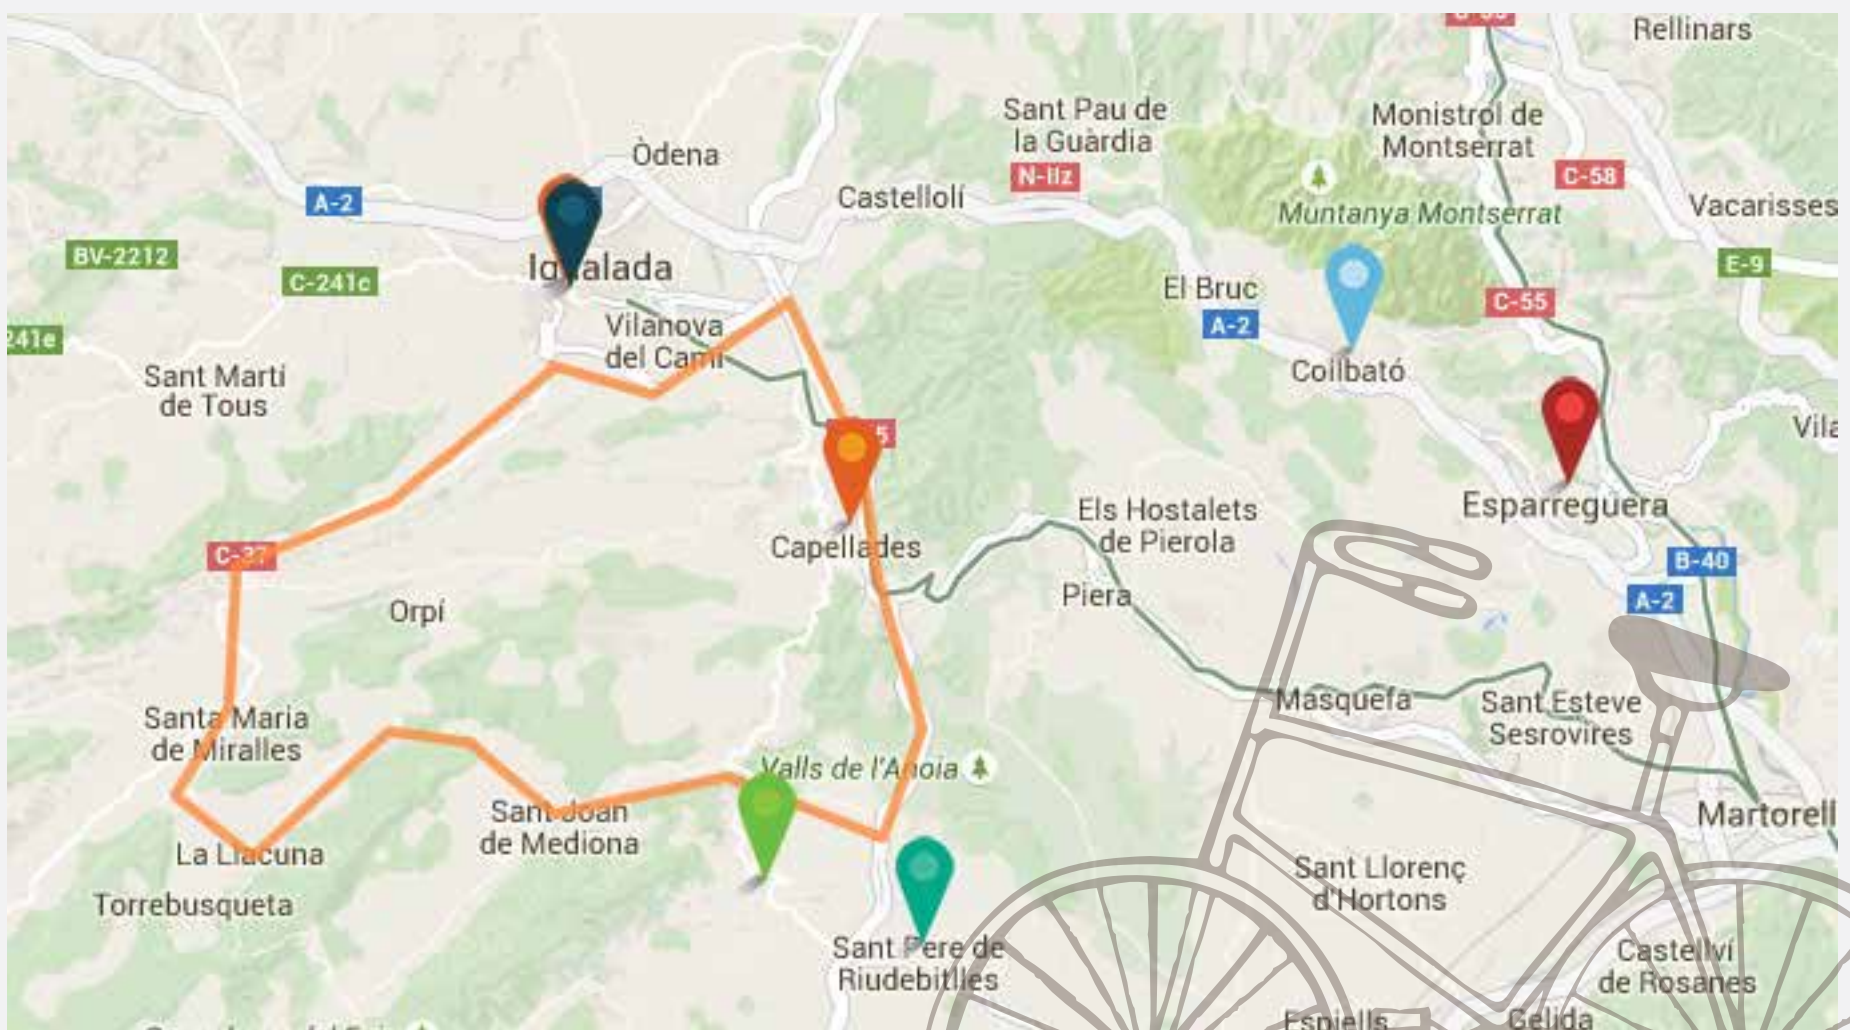 Rellinars
Sant Pau de
la Guàrdia
Monistrol de
Montserrat
Òdena
N-IIz
C-58
A-2
Castellolí
Vacarisses
Muntanya Montserrat
BV-2212
C-241c
Igualada
E-9
El Bruc
C-55
A-2
241e
Vilanova
del Camí
Sant Martí
de Tous
Collbató
Esparreguera
Els Hostalets
de Pierola
Capellades
C-37
B-40
Piera
A-2
Orpí
Masquefa
Sant Esteve
Sesrovires
Santa Maria
de Miralles
Valls de l'Anoia
Sant Joan
de Mediona
Martorell
La Llacuna
Sant Llorenç
d'Hortons
Torrebusqueta
Sant Pere de
Riudebitlles
Castellví
de Rosanes
Espiells
Gelida